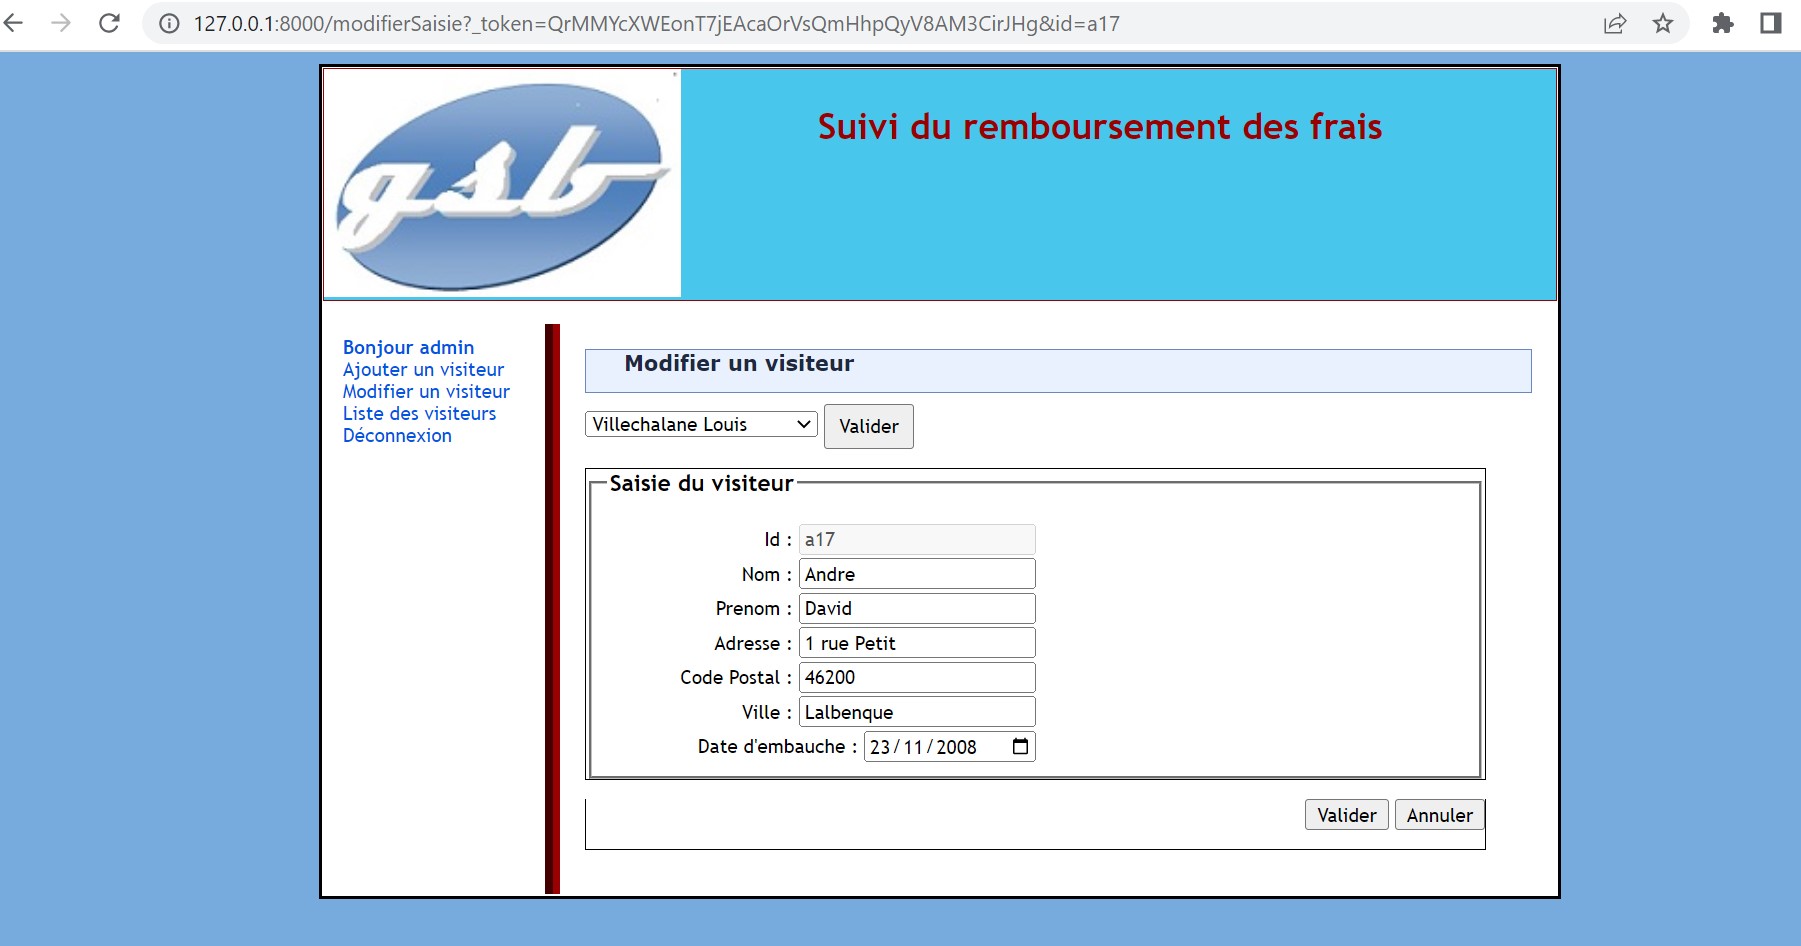 127.0.0.1:8000/modifierSaisie?_token=QrMMYcXWEonT7jEAcaOrVsQmHhpQyV8AM3CirJHg&id=a17
gsb
Suivi du remboursement des frais
Bonjour admin
Ajouter un visiteur
Modifier un visiteur
Liste des visiteurs
Déconnexion
Modifier un visiteur
Villechalane Louis Valider
Saisie du visiteur
Id : a17
Nom : Andre
Prenom : David
Adresse : 1 rue Petit
Code Postal : 46200
Ville : Lalbenque
Date d'embauche : 23/11/2008
Valider Annuler